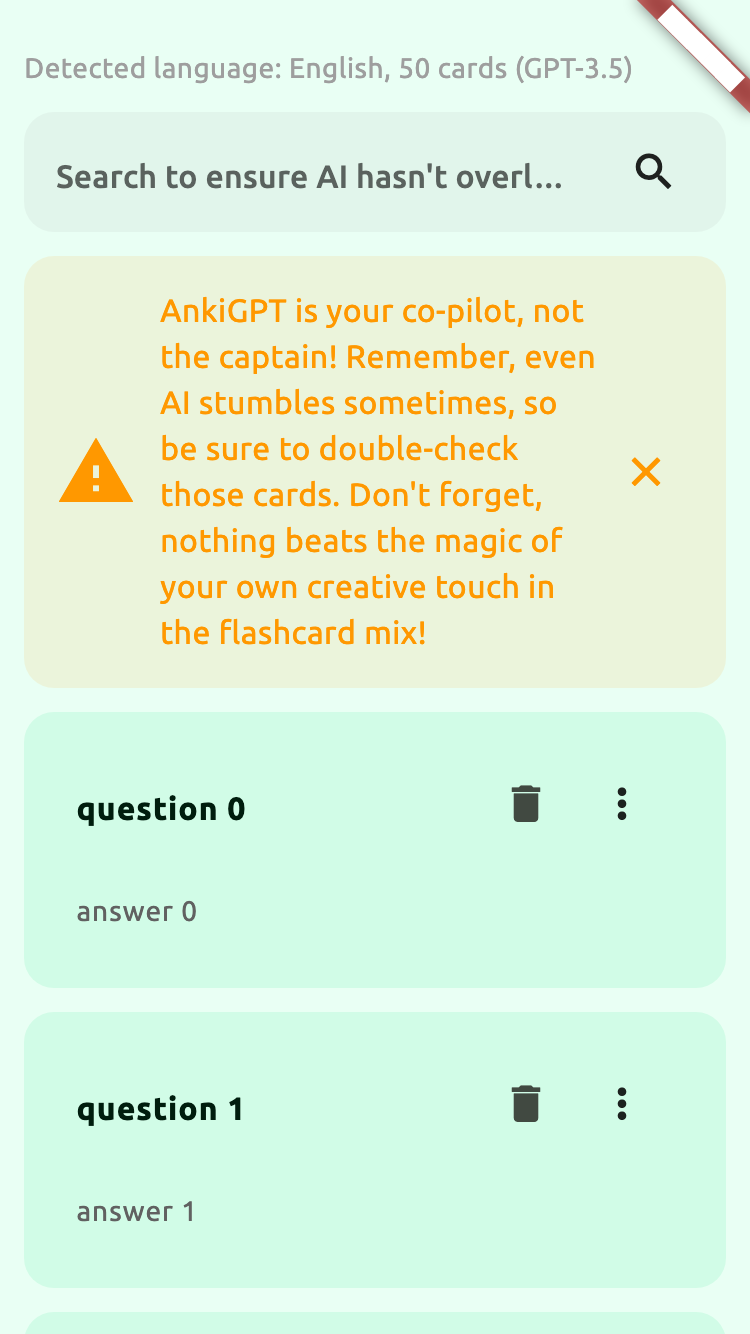 Detected language: English, 50 cards (GPT-3.5)
Search to ensure AI hasn't overl...
AnkiGPT is your co-pilot, not
the captain! Remember, even
AI stumbles sometimes, so
be sure to double-check
those cards. Don't forget,
nothing beats the magic of
your own creative touch in
the flashcard mix!
question 0
answer 0
question 1
answer 1